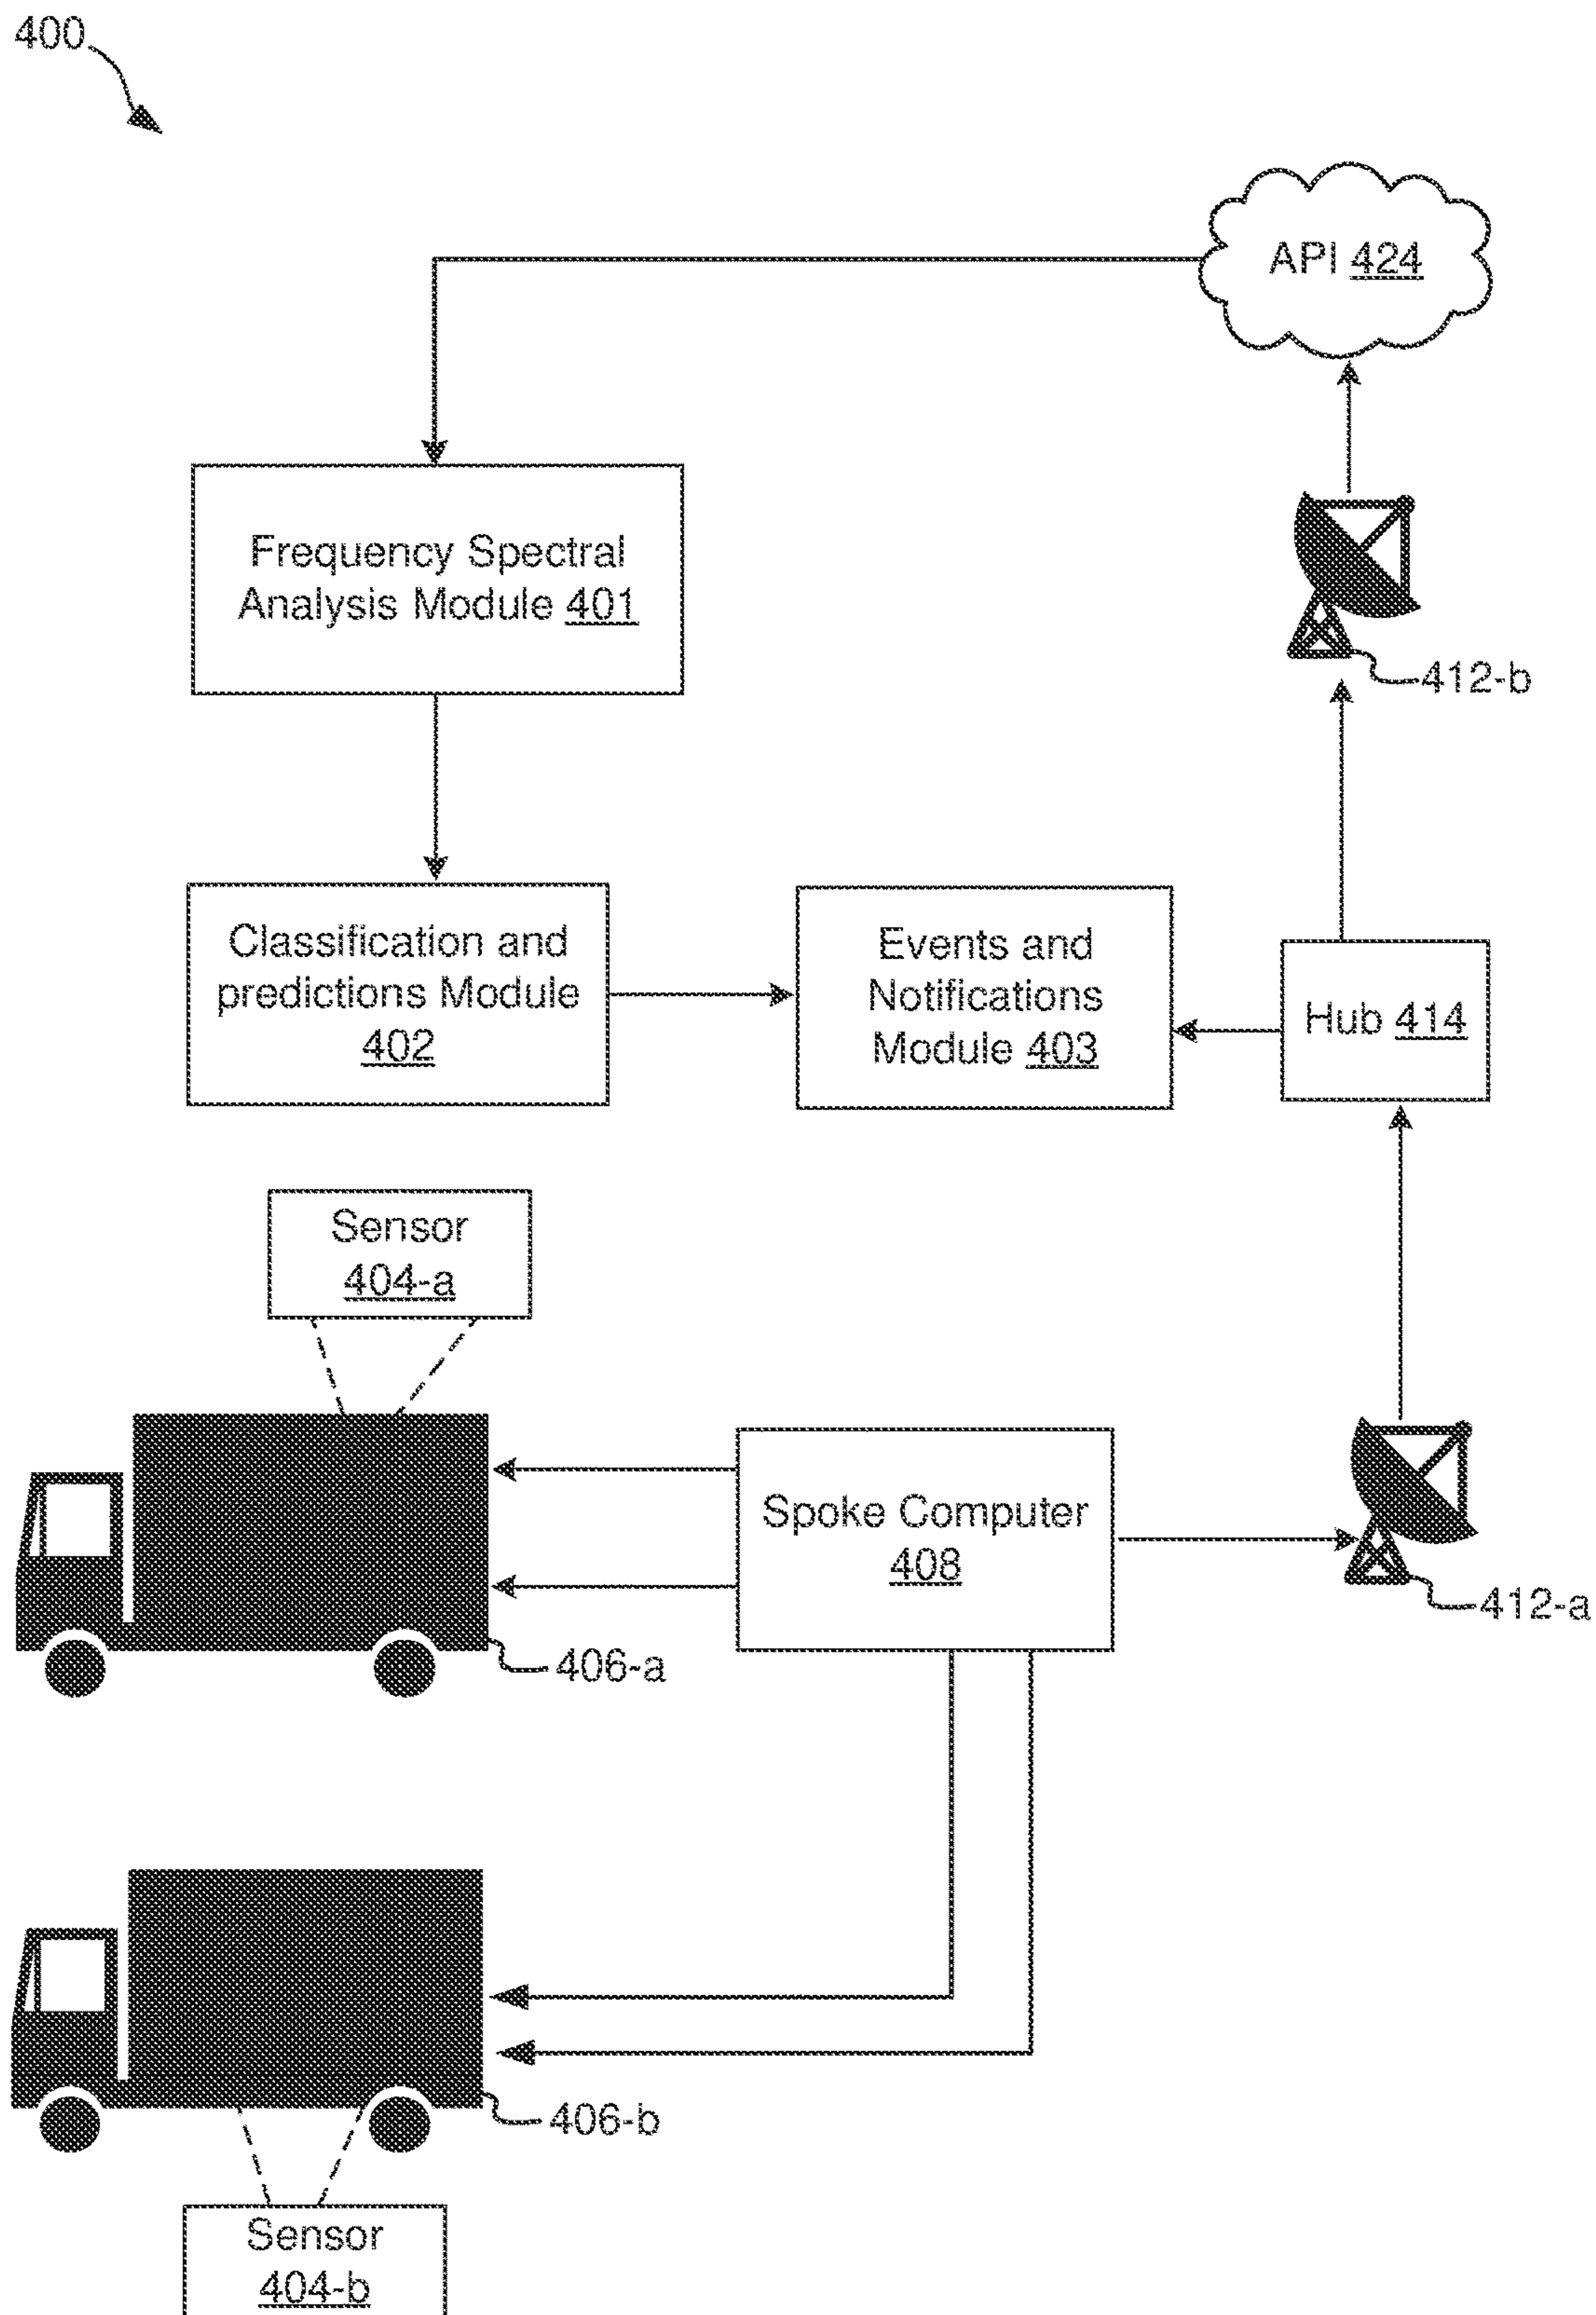 400
API 424
Frequency Spectral
Analysis Module 401
412-b
Classification and
predictions Module
402
Events and
Notifications
Module 403
Hub 414
Sensor
404-a
Spoke Computer
408
412-a
406-a
406-b
Sensor
404-b